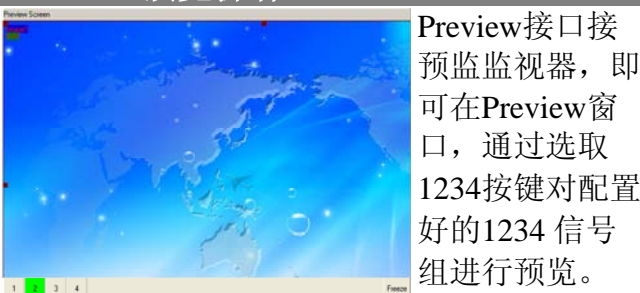 Preview Screen
Preview接口接
预监监视器，即
可在Preview窗
口，通过选取
1234按键对配置
好的1234 信号
组进行预览。
1 2 3 4 Freeze